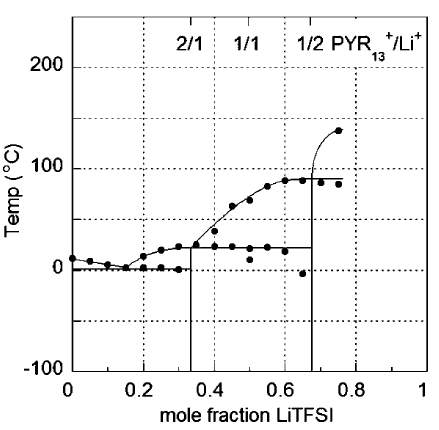 2/1 1/1 1/2 PYR₁₃⁺/Li⁺
200
100
0
-100
Temp (°C)
0 0.2 0.4 0.6 0.8 1
mole fraction LiTFSI